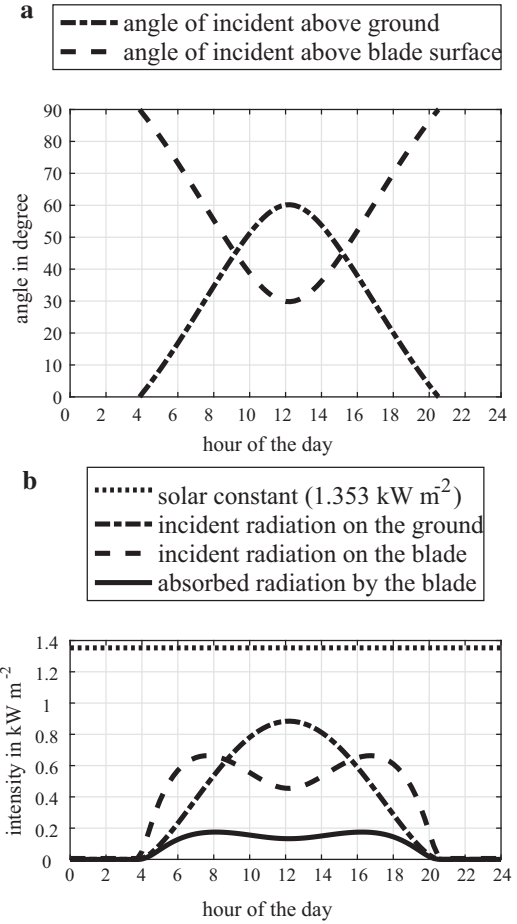 a
angle of incident above ground
angle of incident above blade surface
90
80
70
60
50
40
30
20
10
0
angle in degree
0 2 4 6 8 10 12 14 16 18 20 22 24
hour of the day
b
solar constant (1.353 kW m-2)
incident radiation on the ground
incident radiation on the blade
absorbed radiation by the blade
1.4
1.2
1
0.8
0.6
0.4
0.2
0
intensity in kW m-2
0 2 4 6 8 10 12 14 16 18 20 22 24
hour of the day